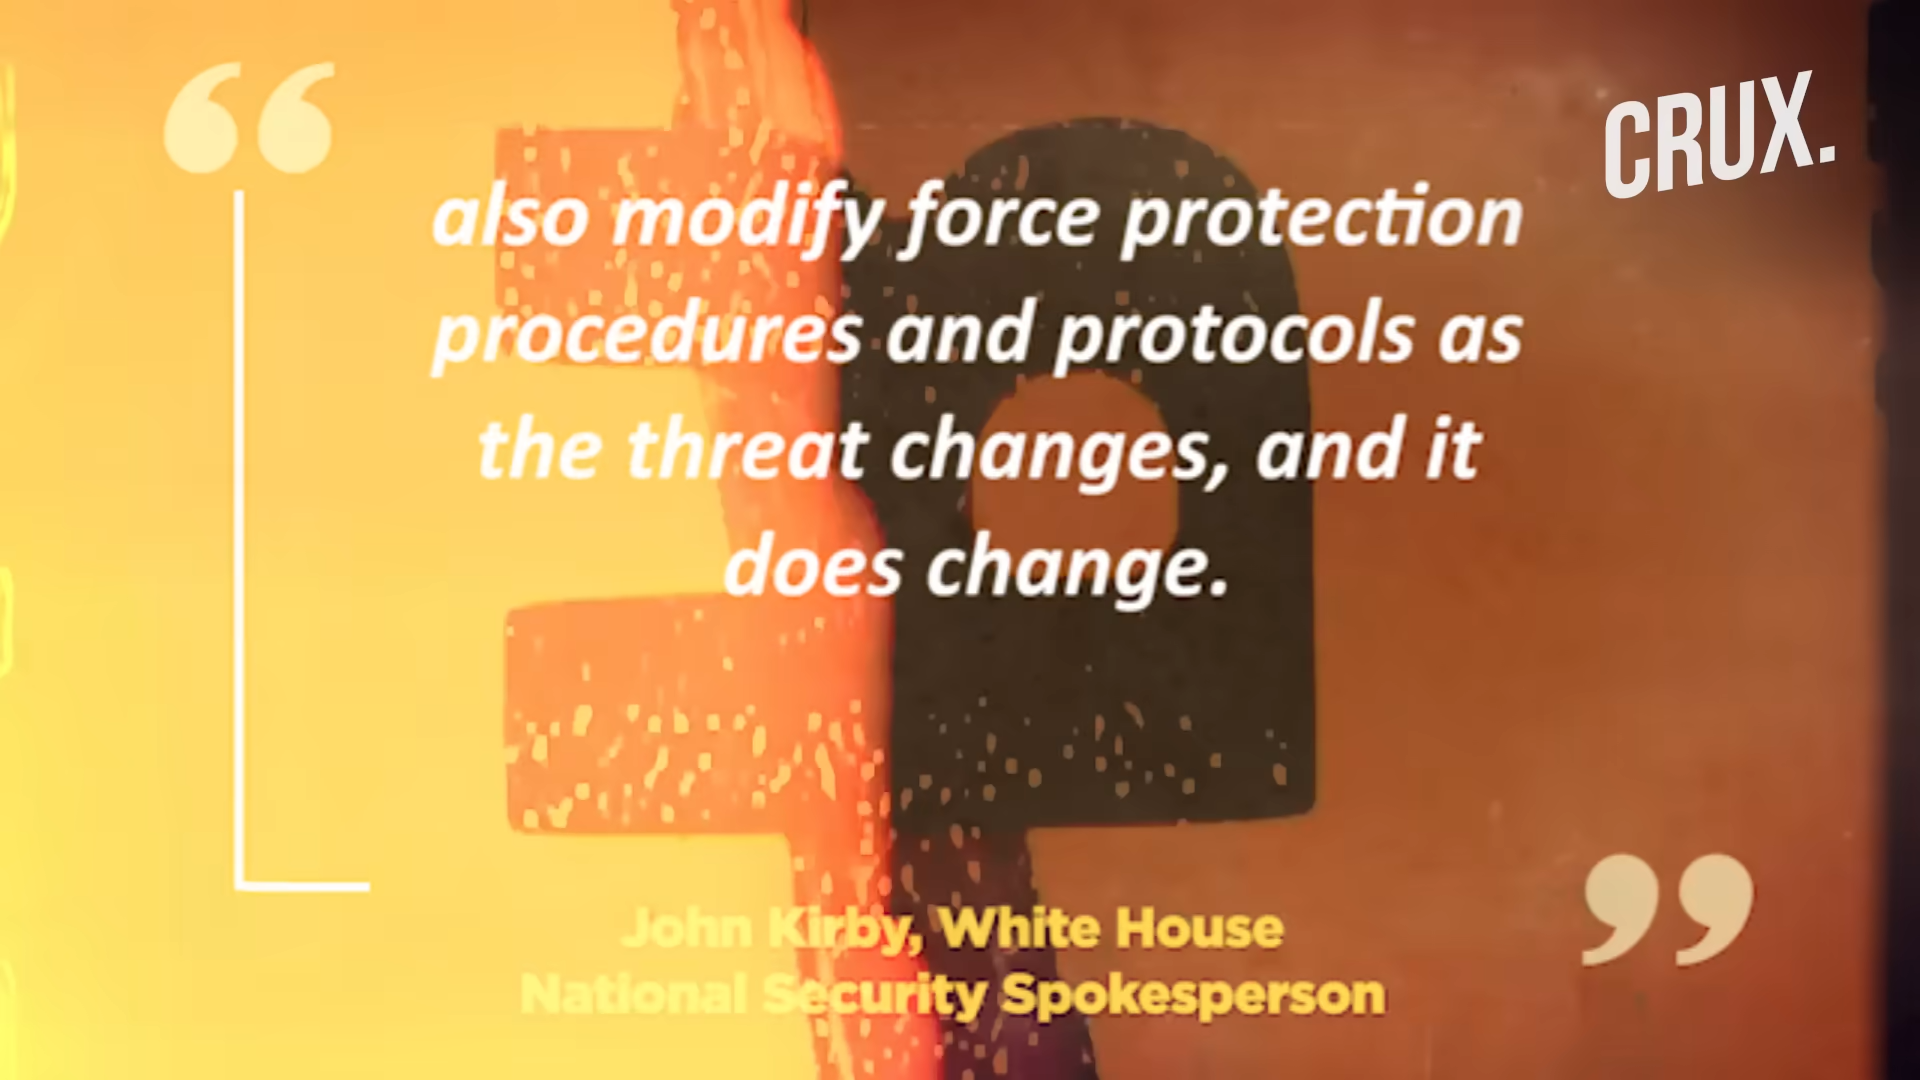 CRUX.
also modify force protection
procedures and protocols as
the threat changes, and it
does change.
John Kirby, White House
National Security Spokesperson